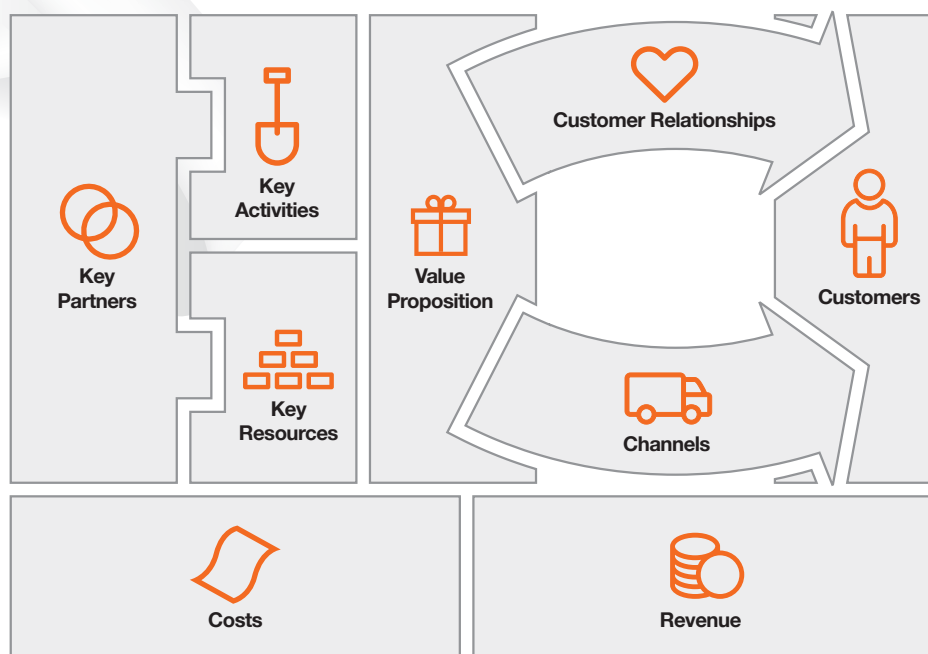 Key
Partners
Key
Activities
Key
Resources
Value
Proposition
Customer Relationships
Channels
Customers
Costs
Revenue